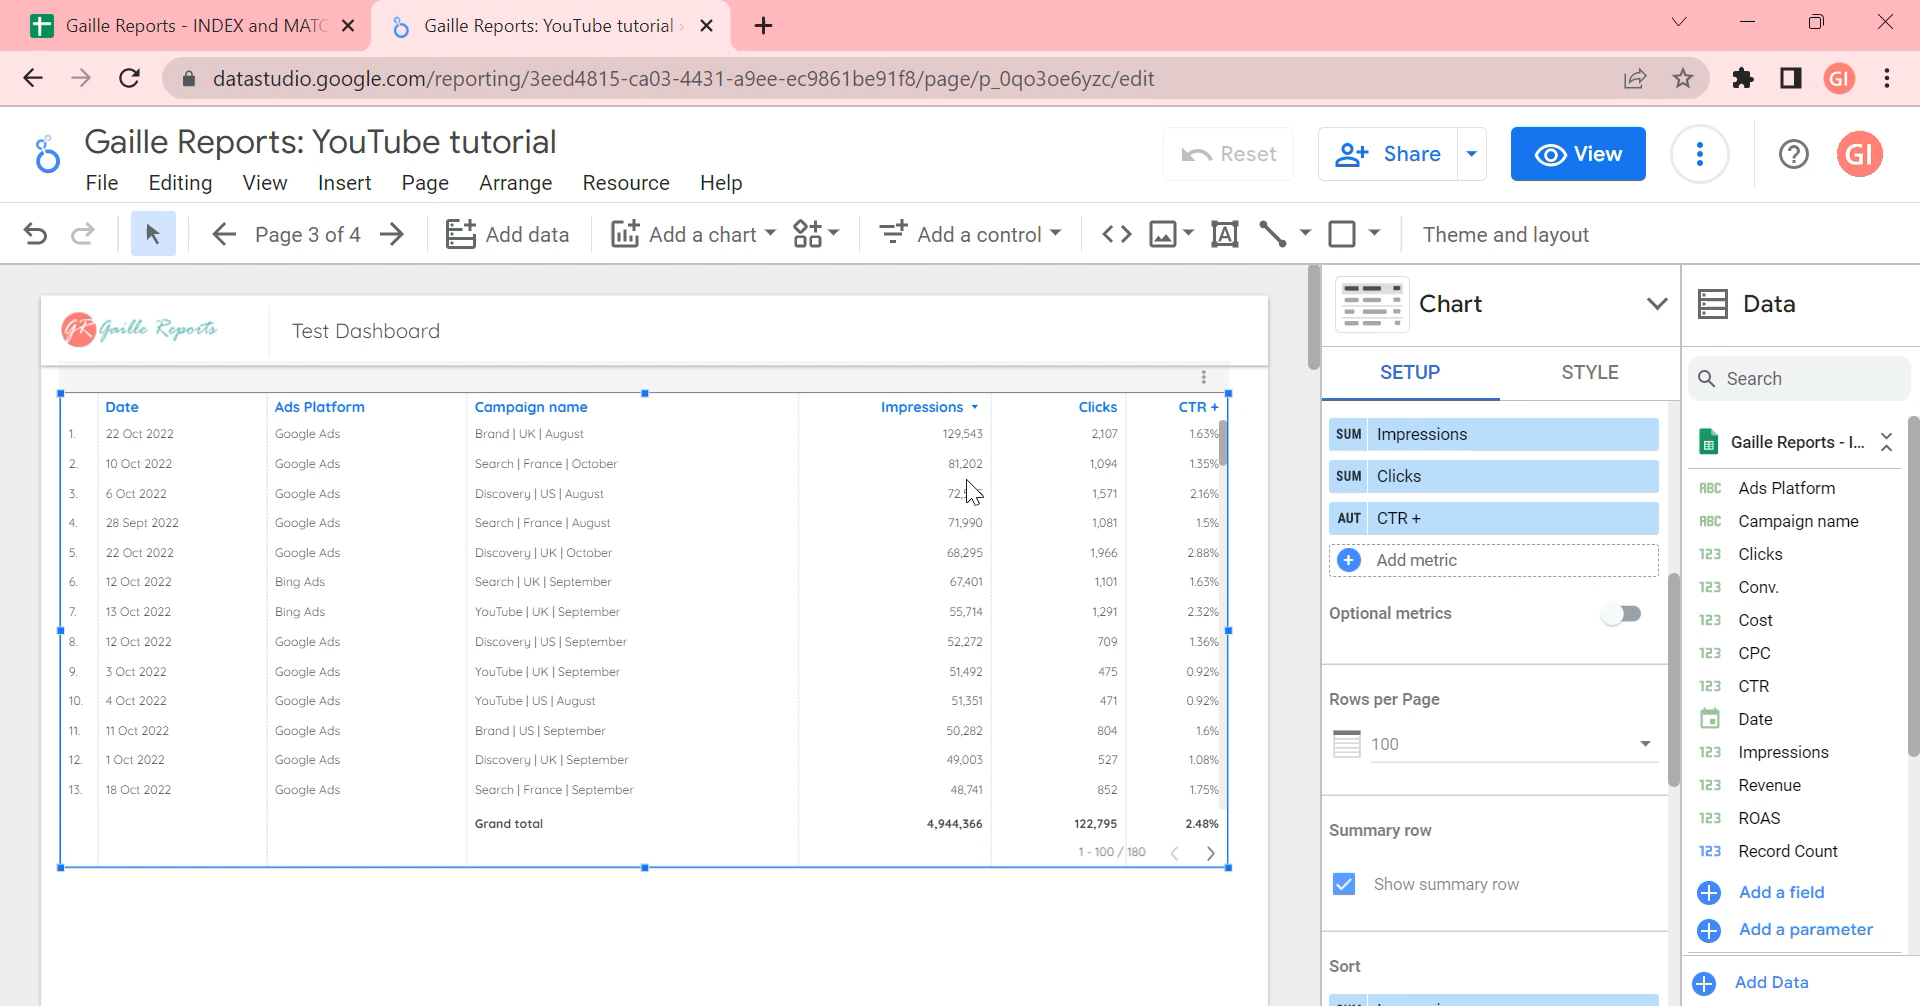 Gaille Reports - INDEX and MATC
Gaille Reports: YouTube tutorial
datastudio.google.com/reporting/3eed4815-ca03-4431-a9ee-ec9861be91f8/page/p_0qo3oe6yzc/edit
GI
Gaille Reports: YouTube tutorial
Reset
Share
View
GI
File Editing View Insert Page Arrange Resource Help
Page 3 of 4
Add data
Add a chart
Add a control
Theme and layout
GR Gaille Reports
Test Dashboard
Date Ads Platform Campaign name Impressions Clicks CTR +
1. 22 Oct 2022 Google Ads Brand | UK | August 129,543 2,107 1.63%
2. 10 Oct 2022 Google Ads Search | France | October 81,202 1,094 1.35%
3. 6 Oct 2022 Google Ads Discovery | US | August 1,571 2.16%
4. 28 Sept 2022 Google Ads Search | France | August 71,990 1,081 1.5%
5. 22 Oct 2022 Google Ads Discovery | UK | October 68,295 1,966 2.88%
6. 12 Oct 2022 Bing Ads Search | UK | September 67,401 1,101 1.63%
7. 13 Oct 2022 Bing Ads YouTube | UK | September 55,714 1,291 2.32%
8. 12 Oct 2022 Google Ads Discovery | US | September 52,272 709 1.36%
9. 3 Oct 2022 Google Ads YouTube | UK | September 51,492 475 0.92%
10. 4 Oct 2022 Google Ads YouTube | US | August 51,351 471 0.92%
11. 11 Oct 2022 Google Ads Brand | US | September 50,282 804 1.6%
12. 1 Oct 2022 Google Ads Discovery | UK | September 49,003 527 1.08%
13. 18 Oct 2022 Google Ads Search | France | September 48,741 852 1.75%
Grand total 4,944,366 122,795 2.48%
1 - 100 / 180
Chart
SETUP STYLE
SUM Impressions
SUM Clicks
AUT CTR +
Add metric
Optional metrics
Rows per Page
100
Summary row
Show summary row
Sort
Data
Search
Gaille Reports - I...
ABC Ads Platform
ABC Campaign name
123 Clicks
123 Conv.
123 Cost
123 CPC
123 CTR
Date
123 Impressions
123 Revenue
123 ROAS
123 Record Count
Add a field
Add a parameter
Add Data